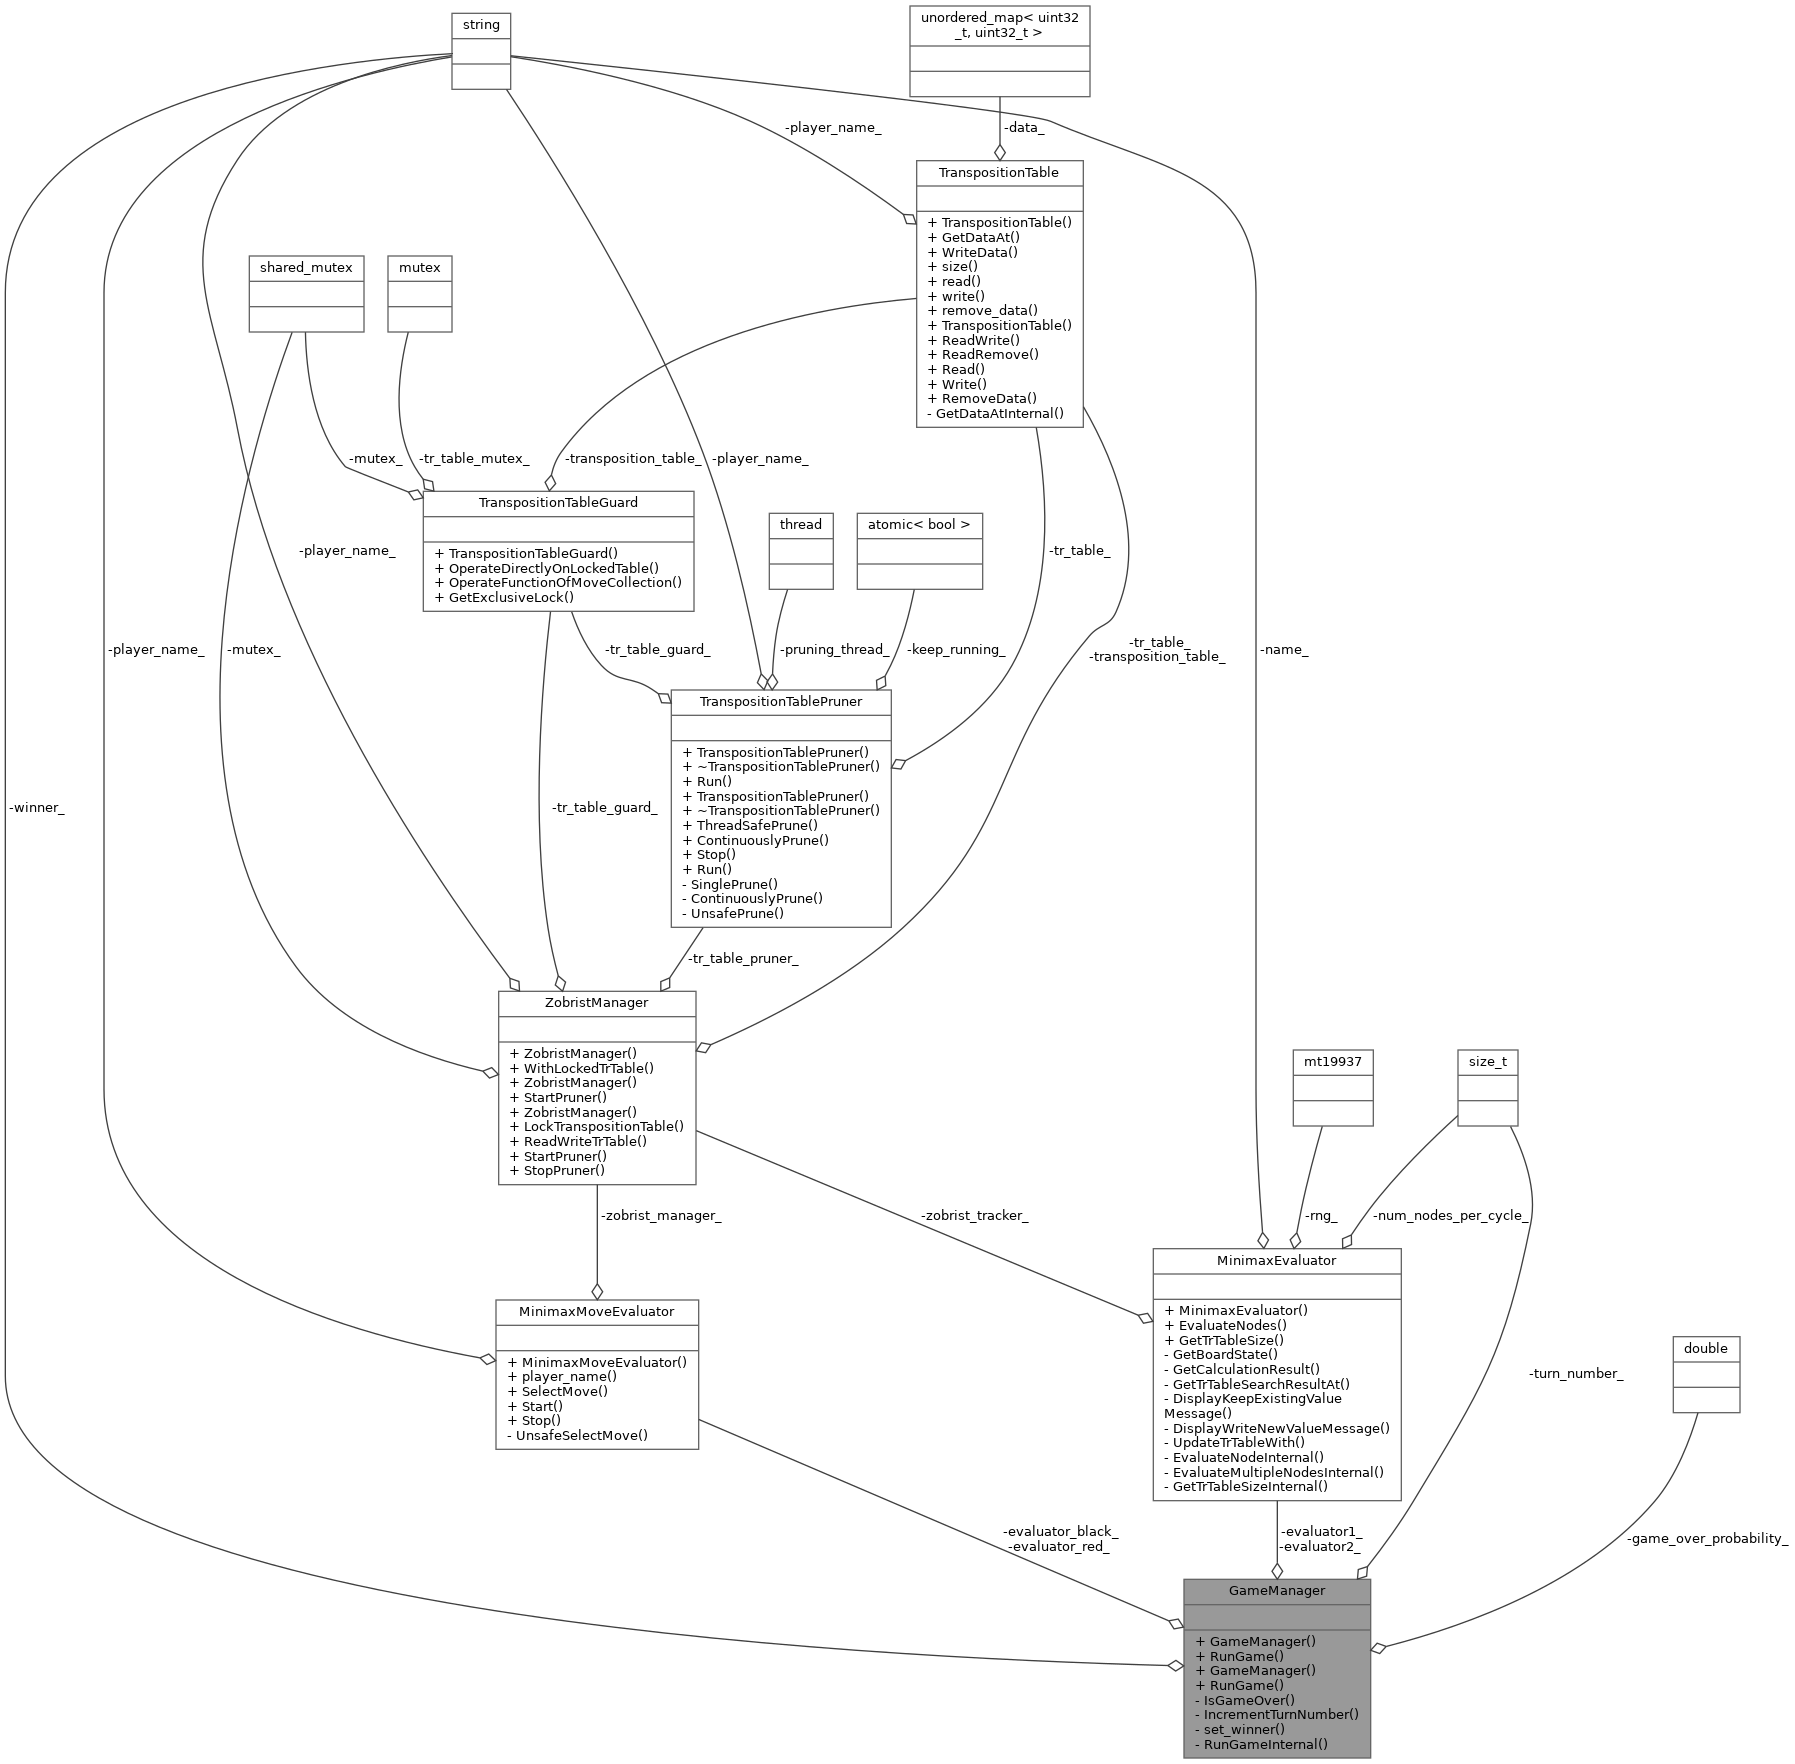 string
unordered_map< uint32
_t, uint32_t >
-player_name_
-data_
TranspositionTable
+ TranspositionTable()
+ GetDataAt()
+ WriteData()
+ size()
+ read()
+ write()
+ remove_data()
+ TranspositionTable()
+ ReadWrite()
+ ReadRemove()
+ Read()
+ Write()
+ RemoveData()
- GetDataAtInternal()
shared_mutex
mutex
-mutex_
-tr_table_mutex_
-transposition_table_
-player_name_
TranspositionTableGuard
+ TranspositionTableGuard()
+ OperateDirectlyOnLockedTable()
+ OperateFunctionOfMoveCollection()
+ GetExclusiveLock()
thread
atomic< bool >
-player_name_
-tr_table_
-player_name_
-mutex_
-tr_table_guard_
-pruning_thread_
-keep_running_
-tr_table_
-transposition_table_
-name_
TranspositionTablePruner
+ TranspositionTablePruner()
+ ~TranspositionTablePruner()
+ Run()
+ TranspositionTablePruner()
+ ~TranspositionTablePruner()
+ ThreadSafePrune()
+ ContinuouslyPrune()
+ Stop()
+ Run()
- SinglePrune()
- ContinuouslyPrune()
- UnsafePrune()
-winner_
-tr_table_guard_
-tr_table_pruner_
ZobristManager
+ ZobristManager()
+ WithLockedTrTable()
+ ZobristManager()
+ StartPruner()
+ ZobristManager()
+ LockTranspositionTable()
+ ReadWriteTrTable()
+ StartPruner()
+ StopPruner()
mt19937
size_t
-zobrist_manager_
-zobrist_tracker_
-rng_
-num_nodes_per_cycle_
MinimaxMoveEvaluator
+ MinimaxMoveEvaluator()
+ player_name()
+ SelectMove()
+ Start()
+ Stop()
- UnsafeSelectMove()
MinimaxEvaluator
+ MinimaxEvaluator()
+ EvaluateNodes()
+ GetTrTableSize()
- GetBoardState()
- GetCalculationResult()
- GetTrTableSearchResultAt()
- DisplayKeepExistingValue
Message()
- DisplayWriteNewValueMessage()
- UpdateTrTableWith()
- EvaluateNodeInternal()
- EvaluateMultipleNodesInternal()
- GetTrTableSizeInternal()
double
-turn_number_
-evaluator_black_
-evaluator_red_
-evaluator1_
-evaluator2_
-game_over_probability_
GameManager
+ GameManager()
+ RunGame()
+ GameManager()
+ RunGame()
- IsGameOver()
- IncrementTurnNumber()
- set_winner()
- RunGameInternal()